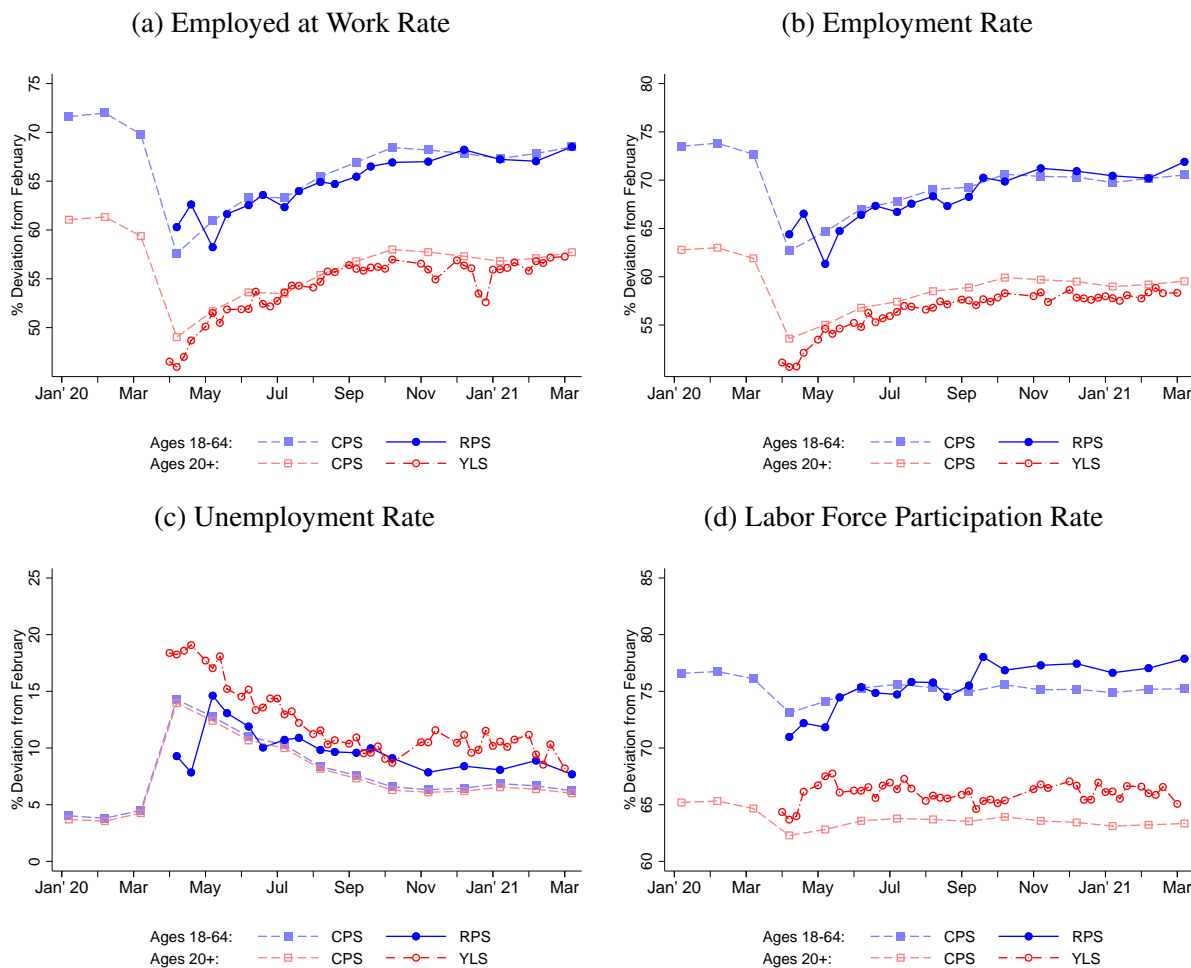 (a) Employed at Work Rate
% Deviation from February
75
70
65
60
55
50
Jan' 20 Mar May Jul Sep Nov Jan' 21 Mar
Ages 18-64: CPS RPS
Ages 20+: CPS YLS
(b) Employment Rate
% Deviation from February
80
75
70
65
60
55
Jan' 20 Mar May Jul Sep Nov Jan' 21 Mar
Ages 18-64: CPS RPS
Ages 20+: CPS YLS
(c) Unemployment Rate
% Deviation from February
25
20
15
10
5
0
Jan' 20 Mar May Jul Sep Nov Jan' 21 Mar
Ages 18-64: CPS RPS
Ages 20+: CPS YLS
(d) Labor Force Participation Rate
% Deviation from February
85
80
75
70
65
60
Jan' 20 Mar May Jul Sep Nov Jan' 21 Mar
Ages 18-64: CPS RPS
Ages 20+: CPS YLS